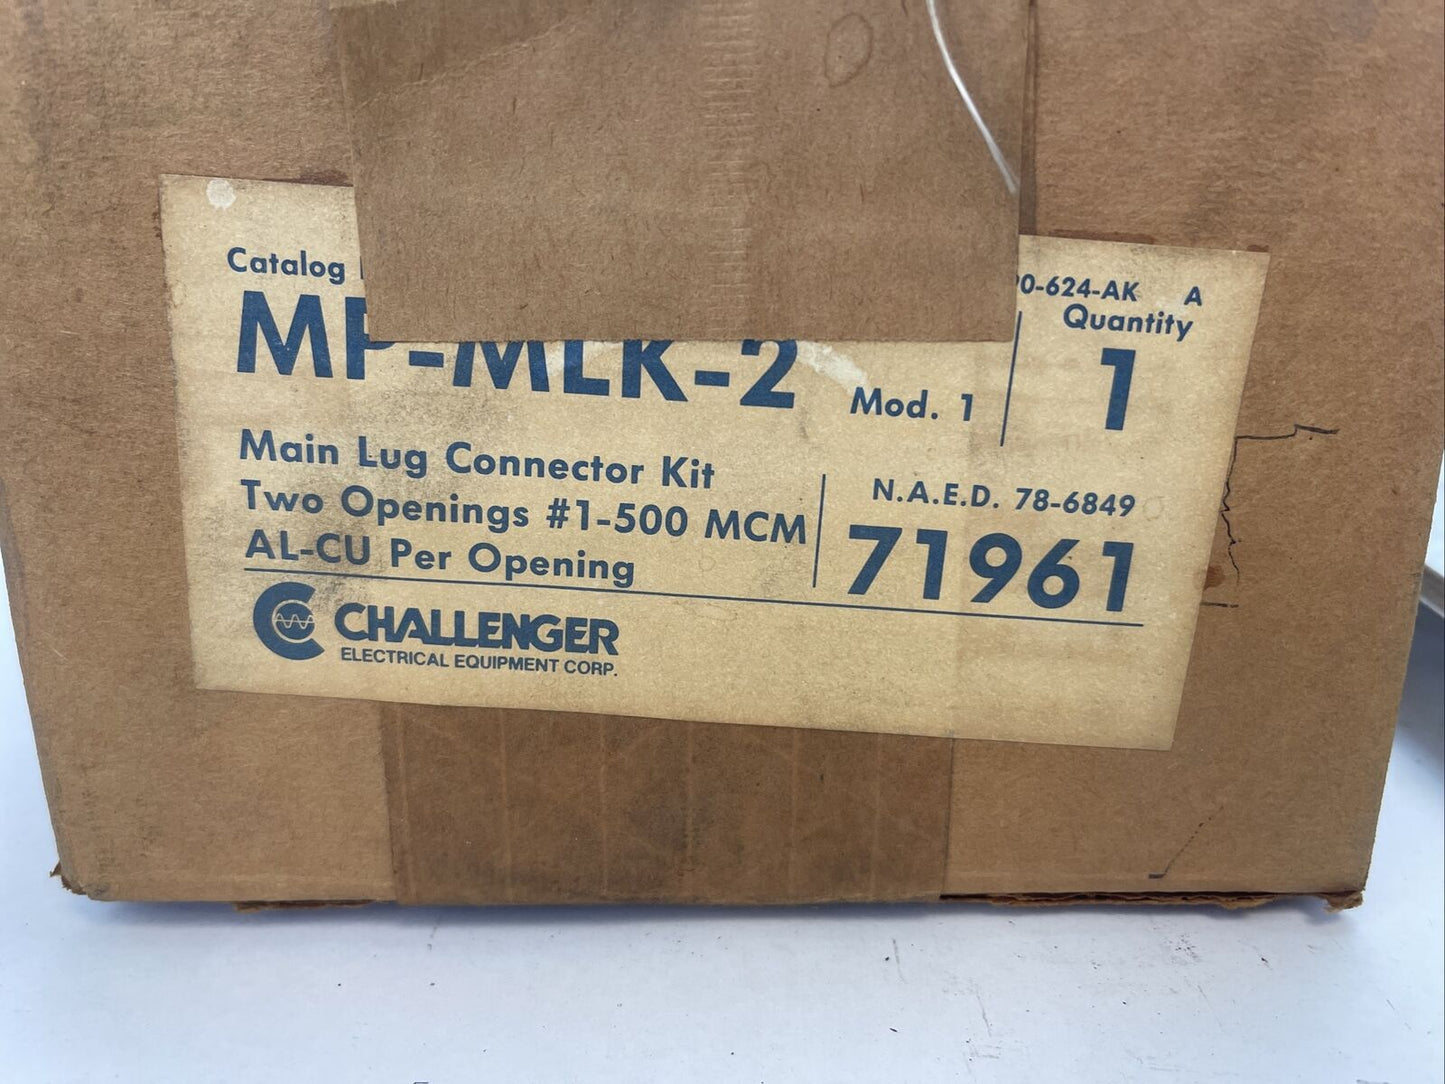 Catalog
-624-AK A
Quantity
1
MP-MLK-2 Mod. 1
Main Lug Connector Kit
Two Openings #1-500 MCM
AL-CU Per Opening
N.A.E.D. 78-6849
71961
CHALLENGER
ELECTRICAL EQUIPMENT CORP.